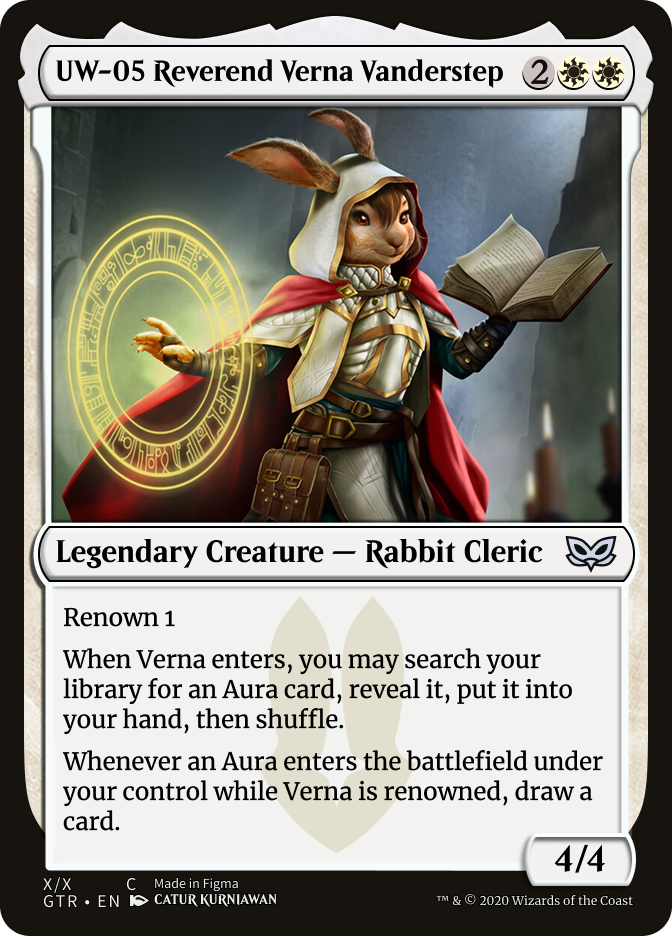 UW-05 Reverend Verna Vanderstep 2
Legendary Creature — Rabbit Cleric
Renown 1
When Verna enters, you may search your
library for an Aura card, reveal it, put it into
your hand, then shuffle.
Whenever an Aura enters the battlefield under
your control while Verna is renowned, draw a
card.
4/4
X/X C Made in Figma
GTR • EN CATUR KURNIAWAN ™ & © 2020 Wizards of the Coast